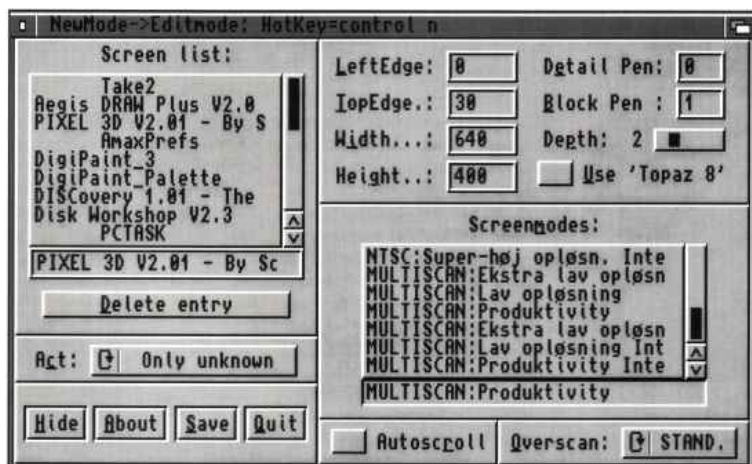 NewMode->Editmode: HotKey=control n
Screen list:
Take2
Aegis DRAW Plus V2.0
PIXEL 3D V2.01 - By S
AmaxPrefs
DigiPaint_3
DigiPaint_Palette
DISCovery 1.01 - The
Disk Workshop V2.3
PCTASK
PIXEL 3D V2.01 - By Sc
Delete entry
Act: Only unknown
Hide About Save Quit
LeftEdge: 0 Detail Pen: 0
TopEdge.: 30 Block Pen : 1
Width...: 640 Depth: 2
Height..: 400 Use 'Topaz 8'
Screenmodes:
NTSC:Super-høj opløsn. Inte
MULTISCAN:Ekstra lav opløsn
MULTISCAN:Lav opløsning
MULTISCAN:Produktivity
MULTISCAN:Ekstra lav opløsn
MULTISCAN:Lav opløsning Int
MULTISCAN:Produktivity Inte
MULTISCAN:Produktivity
Autoscroll Overscan: STAND.